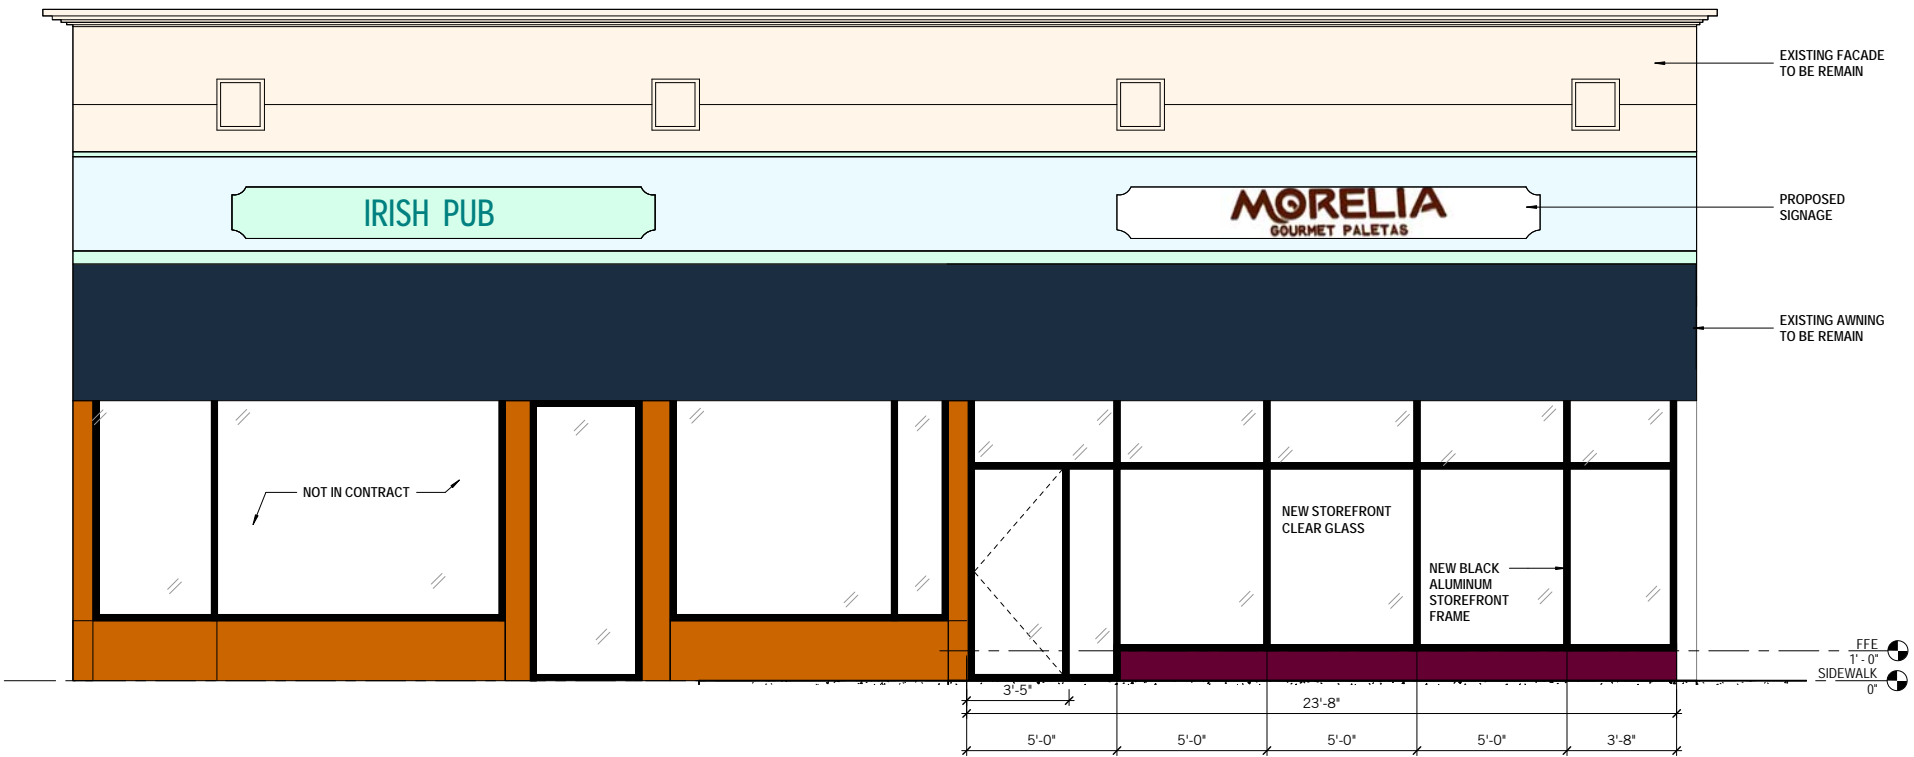 EXISTING FACADE
TO BE REMAIN
IRISH PUB
MORELIA
GOURMET PALETAS
PROPOSED
SIGNAGE
EXISTING AWNING
TO BE REMAIN
NOT IN CONTRACT
NEW STOREFRONT
CLEAR GLASS
NEW BLACK
ALUMINUM
STOREFRONT
FRAME
FFE
1'- 0"
SIDEWALK
0"
3'-5"
23'-8"
5'-0"
5'-0"
5'-0"
5'-0"
3'-8"